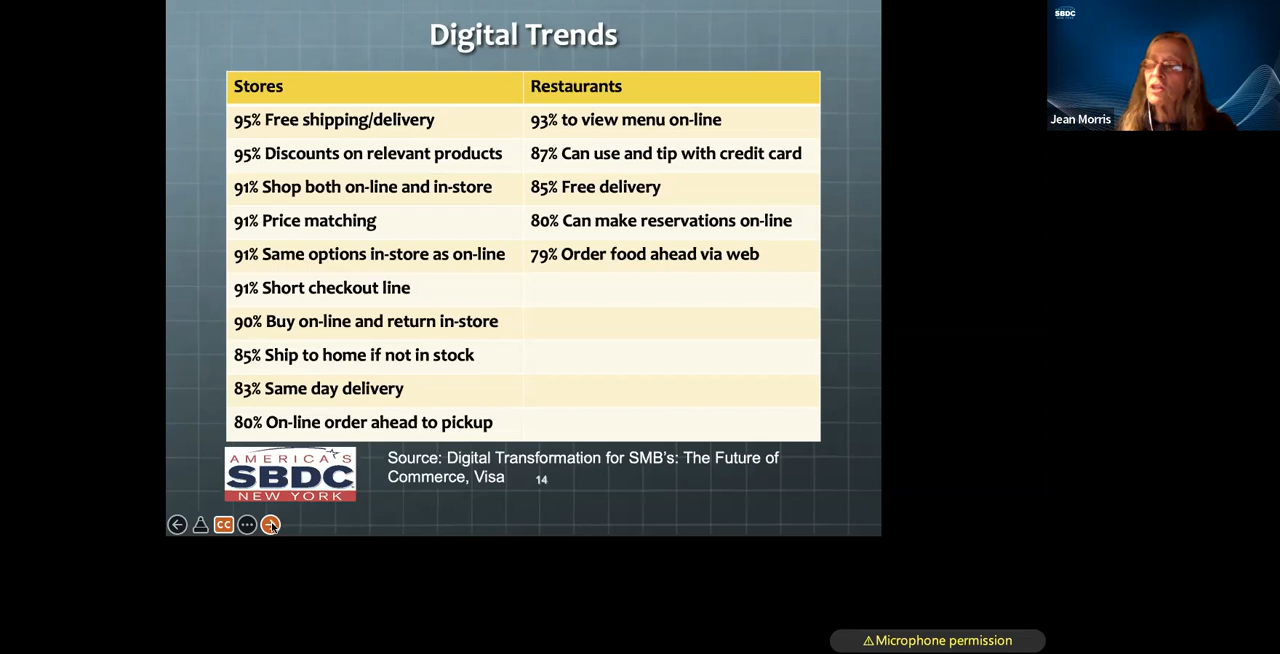 Digital Trends
Stores
Restaurants
95% Free shipping/delivery
93% to view menu on-line
95% Discounts on relevant products
87% Can use and tip with credit card
91% Shop both on-line and in-store
85% Free delivery
91% Price matching
80% Can make reservations on-line
91% Same options in-store as on-line
79% Order food ahead via web
91% Short checkout line
90% Buy on-line and return in-store
85% Ship to home if not in stock
83% Same day delivery
80% On-line order ahead to pickup
AMERICA'S
SBDC
NEW YORK
Source: Digital Transformation for SMB's: The Future of
Commerce, Visa
14
CC
SBDC
NEW YORK
Jean Morris
⚠Microphone permission